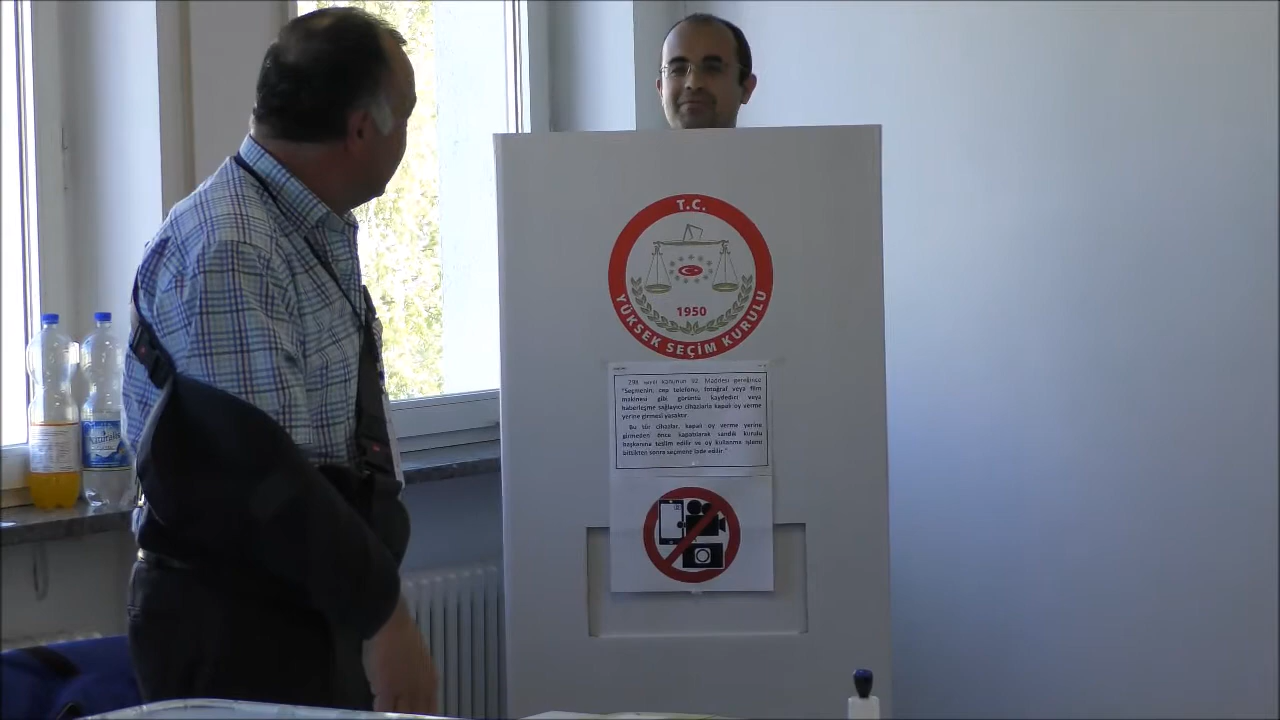 T.C.
1950
YÜKSEK SEÇİM KURULU
298 sayılı kanunun 92. Maddesi gereğince
"Seçmenin, cep telefonu, fotoğraf veya film
makinesi gibi görüntü kaydedici veya
haberleşme sağlayıcı cihazlarla kapalı oy verme
yerine girmesi yasaktır.
Bu tür cihazlar, kapalı oy verme yerine
girmeden önce kapatılarak sandık kurulu
başkanına teslim edilir ve oy kullanma işlemi
bittikten sonra seçmene iade edilir."